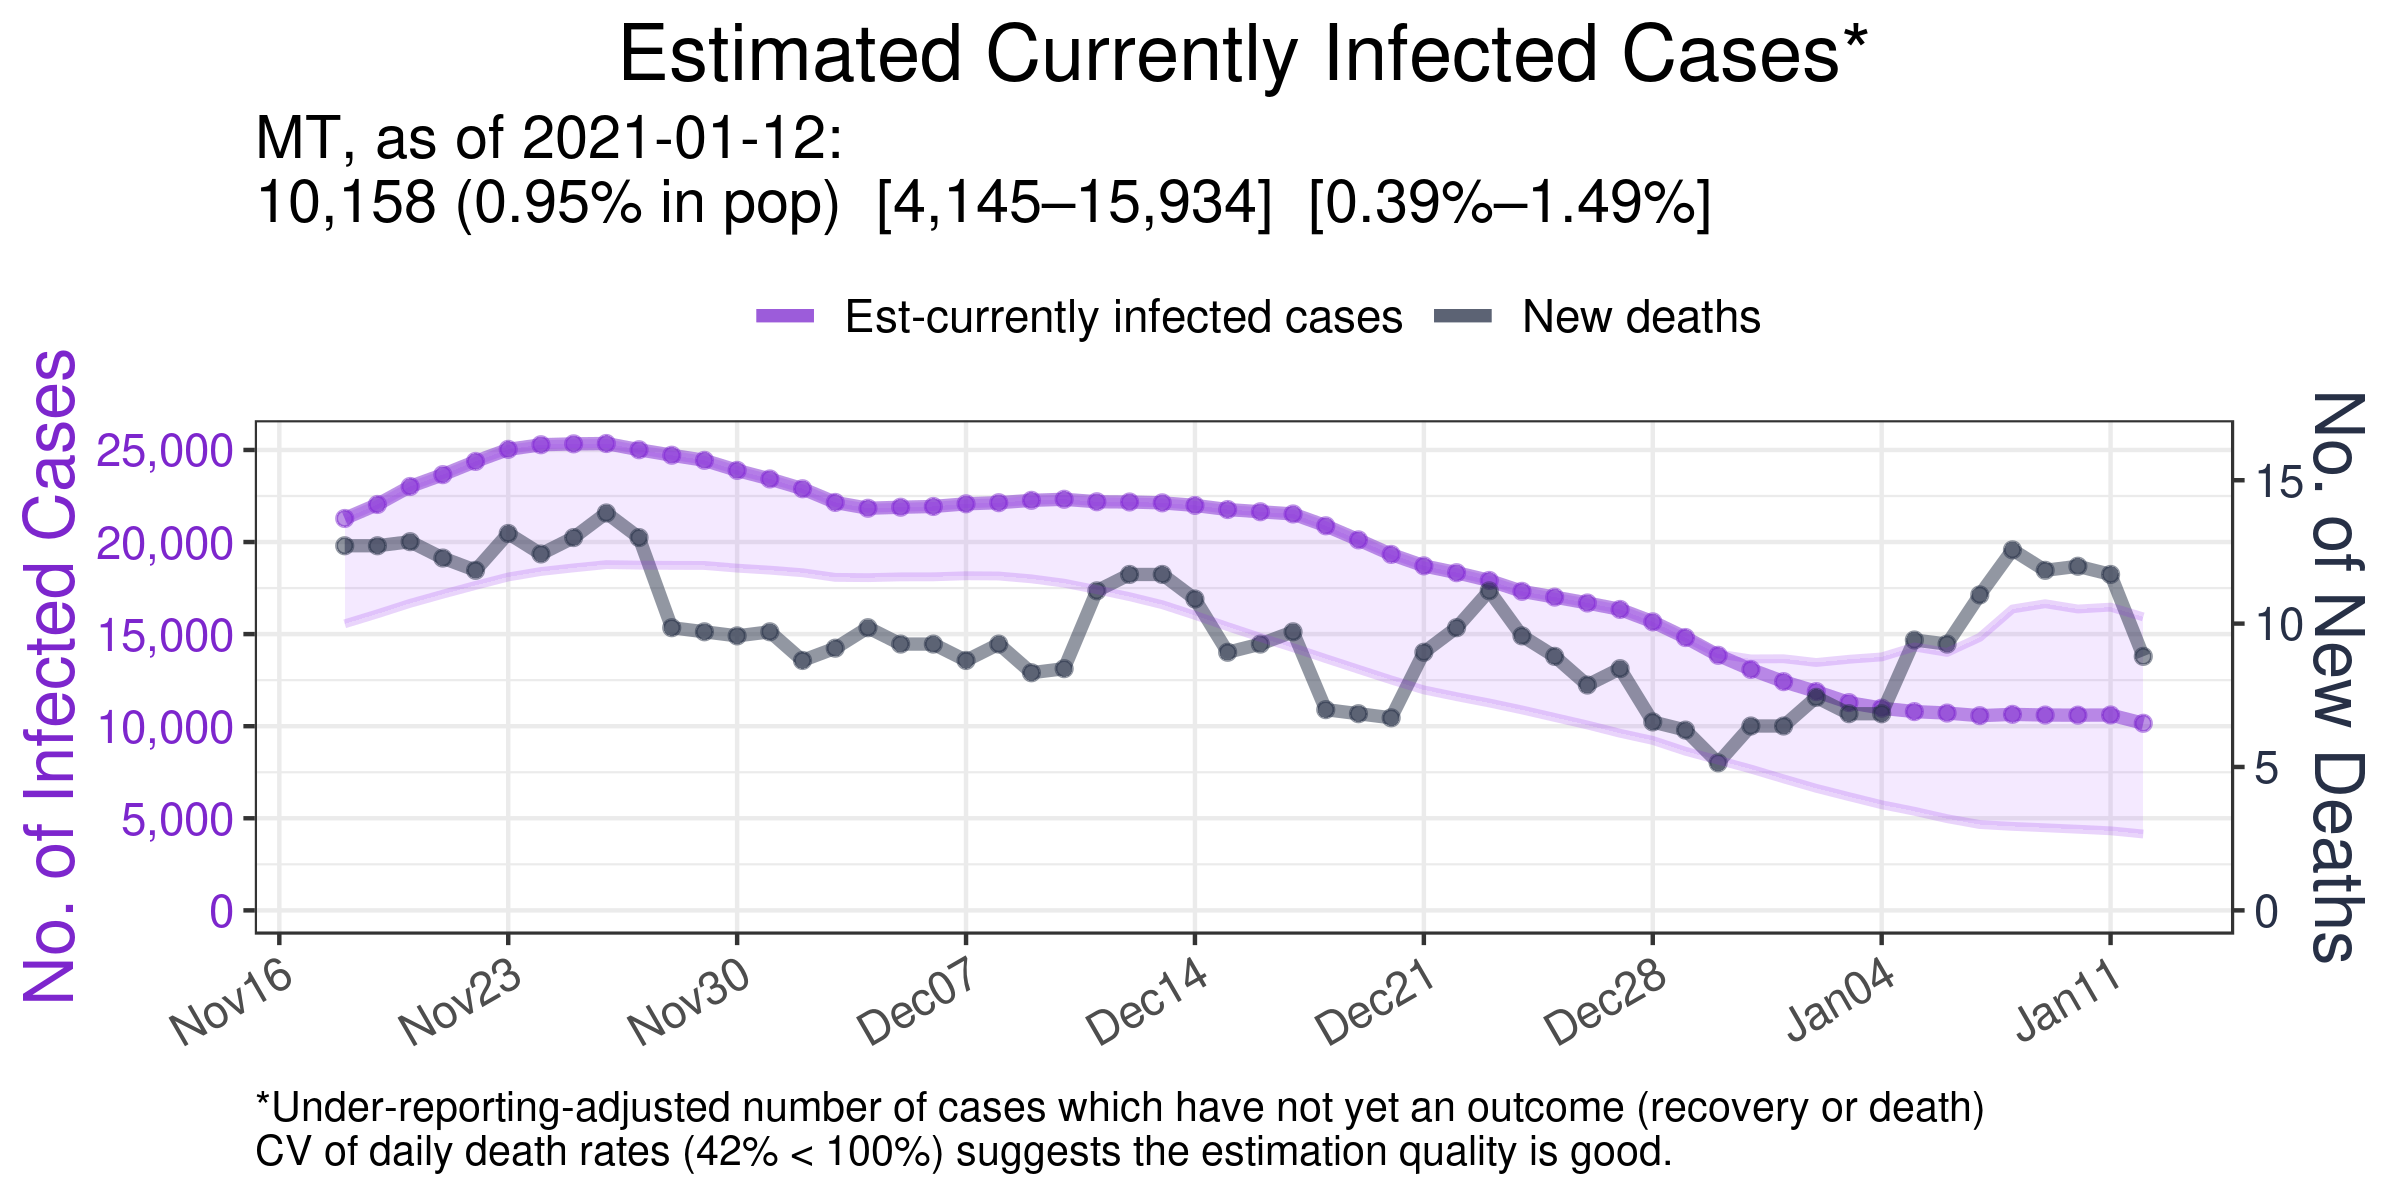 Estimated Currently Infected Cases*
MT, as of 2021-01-12:
10,158 (0.95% in pop)  [4,145–15,934]  [0.39%–1.49%]
Est-currently infected cases
New deaths
No. of Infected Cases
25,000
20,000
15,000
10,000
5,000
0
15
10
5
0
No. of New Deaths
Nov16
Nov23
Nov30
Dec07
Dec14
Dec21
Dec28
Jan04
Jan11
*Under-reporting-adjusted number of cases which have not yet an outcome (recovery or death)
CV of daily death rates (42% < 100%) suggests the estimation quality is good.